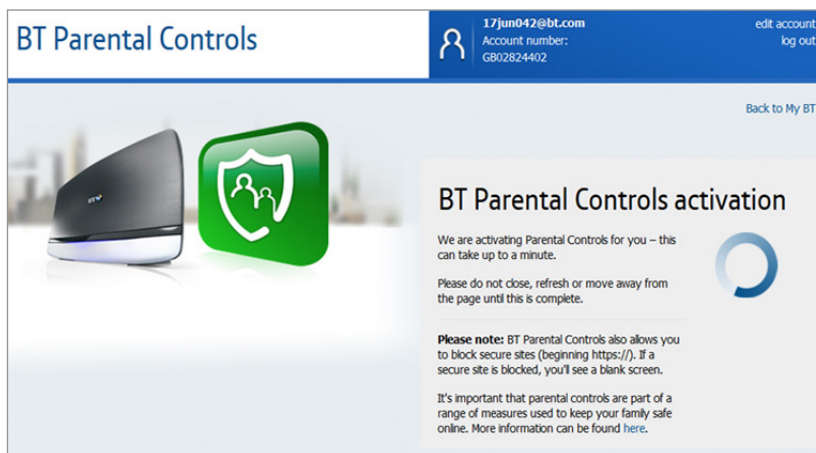 BT Parental Controls
17jun042@bt.com
Account number:
GB02824402
edit account
log out
Back to My BT
BT
BT Parental Controls activation
We are activating Parental Controls for you – this
can take up to a minute.
Please do not close, refresh or move away from
the page until this is complete.
Please note: BT Parental Controls also allows you
to block secure sites (beginning https://). If a
secure site is blocked, you'll see a blank screen.
It's important that parental controls are part of a
range of measures used to keep your family safe
online. More information can be found here.